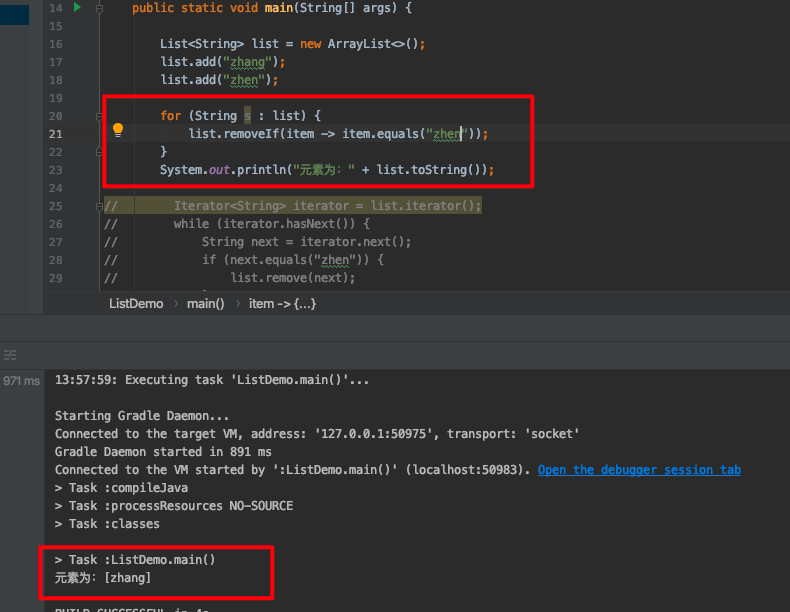 14 public static void main(String[] args) {
15
16 List<String> list = new ArrayList<>();
17 list.add("zhang");
18 list.add("zhen");
19
20 for (String s : list) {
21 list.removeIf(item -> item.equals("zhen"));
22 }
23 System.out.println("元素为: " + list.toString());
24
25 // Iterator<String> iterator = list.iterator();
26 // while (iterator.hasNext()) {
27 // String next = iterator.next();
28 // if (next.equals("zhen")) {
29 // list.remove(next);
ListDemo › main() › item -> {...}
971 ms
13:57:59: Executing task 'ListDemo.main()'...
Starting Gradle Daemon...
Connected to the target VM, address: '127.0.0.1:50975', transport: 'socket'
Gradle Daemon started in 891 ms
Connected to the VM started by ':ListDemo.main()' (localhost:50983). Open the debugger session tab
> Task :compileJava
> Task :processResources NO-SOURCE
> Task :classes
> Task :ListDemo.main()
元素为: [zhang]
BUILD SUCCESSFUL in 4s